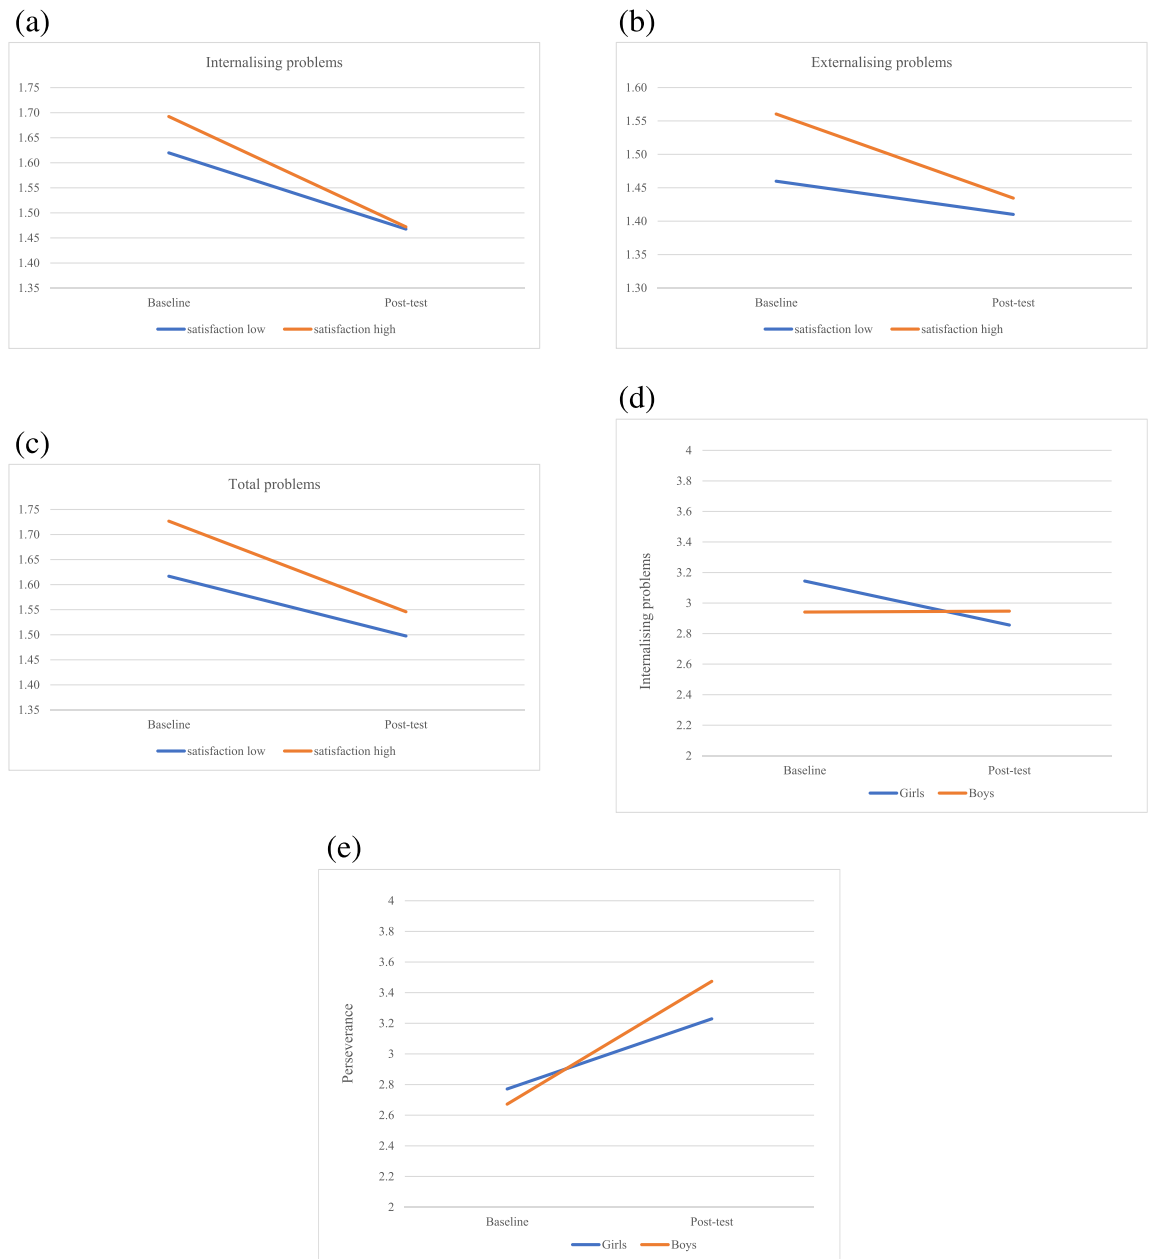 (a)
Internalising problems
1.75
1.70
1.65
1.60
1.55
1.50
1.45
1.40
1.35
Baseline Post-test
satisfaction low satisfaction high
(b)
Externalising problems
1.60
1.55
1.50
1.45
1.40
1.35
1.30
Baseline Post-test
satisfaction low satisfaction high
(c)
Total problems
1.75
1.70
1.65
1.60
1.55
1.50
1.45
1.40
1.35
Baseline Post-test
satisfaction low satisfaction high
(d)
Internalising problems
4
3.8
3.6
3.4
3.2
3
2.8
2.6
2.4
2.2
2
Baseline Post-test
Girls Boys
(e)
Perseverance
4
3.8
3.6
3.4
3.2
3
2.8
2.6
2.4
2.2
2
Baseline Post-test
Girls Boys